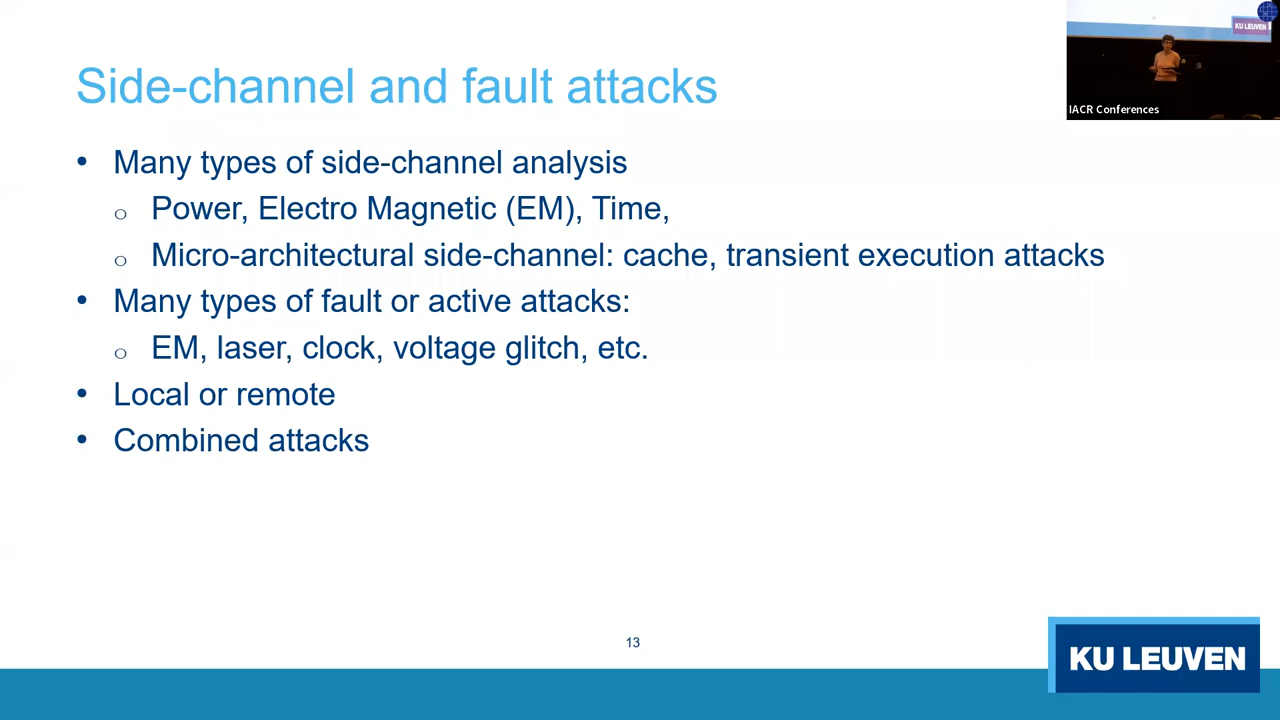 Side-channel and fault attacks
KU LEUVEN
IACR Conferences
• Many types of side-channel analysis
o Power, Electro Magnetic (EM), Time,
o Micro-architectural side-channel: cache, transient execution attacks
• Many types of fault or active attacks:
o EM, laser, clock, voltage glitch, etc.
• Local or remote
• Combined attacks
13
KU LEUVEN